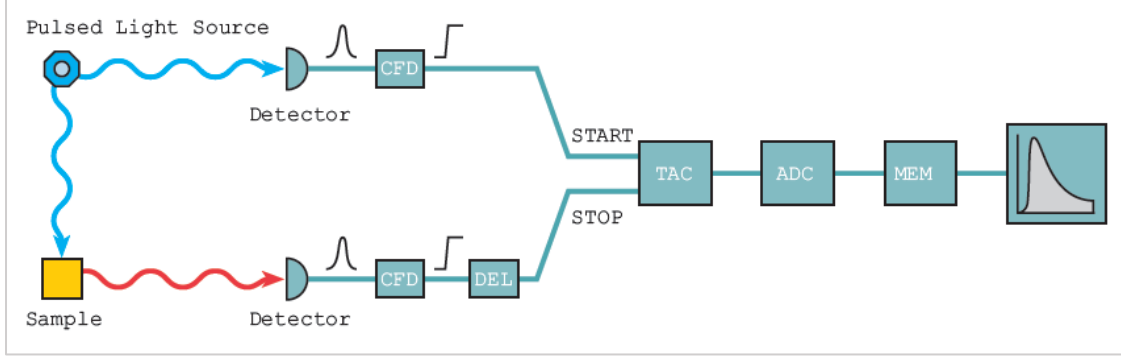 Pulsed Light Source
CFD
Detector
START
TAC
ADC
MEM
STOP
CFD
DEL
Sample
Detector